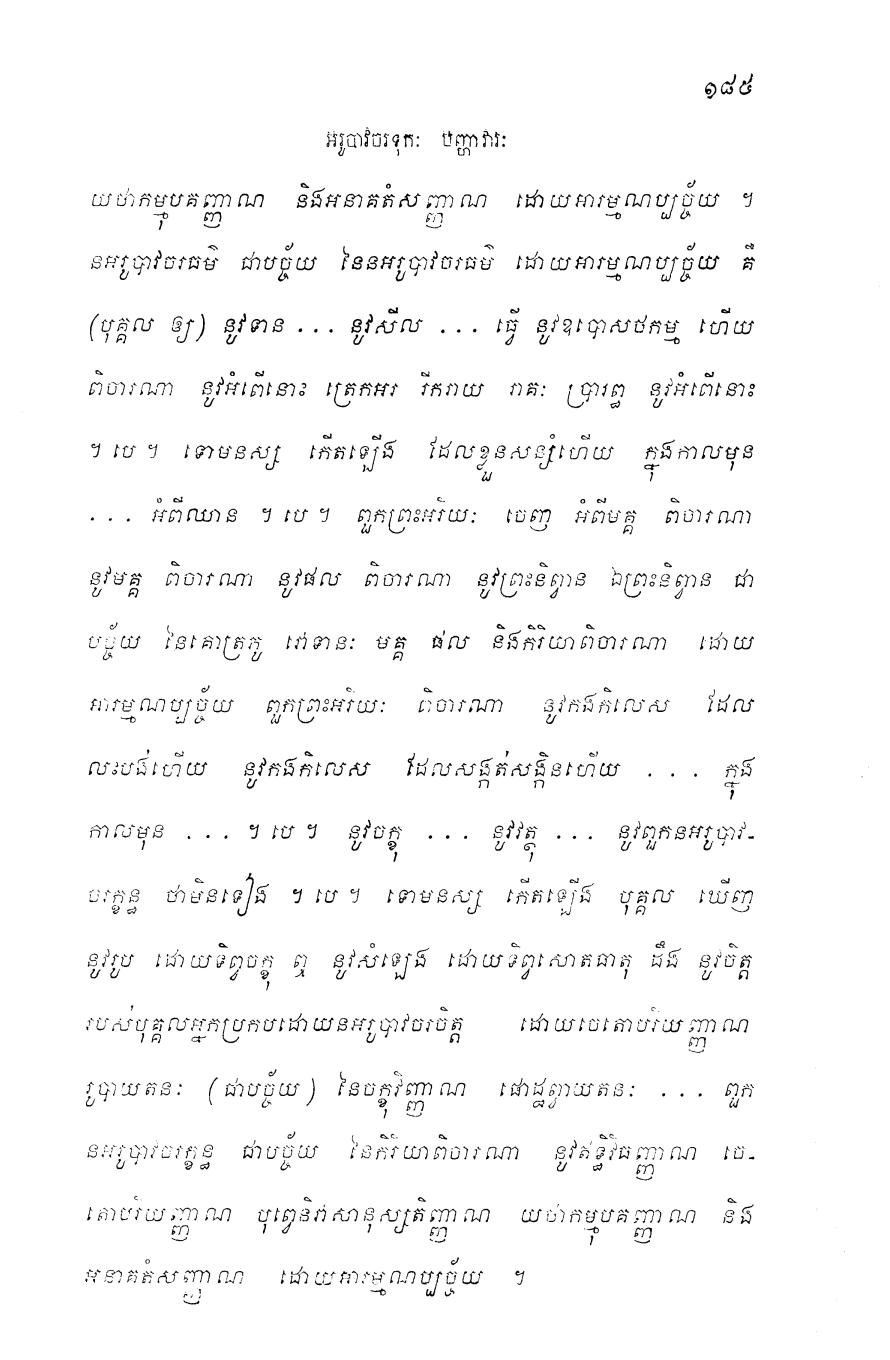 ១៨៥
អរូបាវចរទុកៈ បញ្ហាវារៈ
យថាកម្មុបគញ្ញាណ និងអនាគតំសញ្ញាណ ដោយអារម្មណប្បច្ច័យ ។
នអរូបាវចរធម៌ ជាបច្ច័យ នៃនអរូបាវចរធម៌ ដោយអារម្មណប្បច្ច័យ គឺ
(បុគ្គល ឲ្យ) នូវទាន ... នូវសីល ... ធ្វើ នូវឧបោសថកម្ម ហើយ
ពិចារណា នូវអំពើនោះ ត្រេកអរ រីករាយ រាគៈ ប្រារព្ធ នូវអំពើនោះ
។ បេ ។ ទោមនស្ស កើតឡើង ដែលខ្លួនសន្សំហើយ ក្នុងកាលមុន
... អំពីឈាន ។ បេ ។ ពួកព្រះអរិយៈ ចេញ អំពីមគ្គ ពិចារណា
នូវមគ្គ ពិចារណា នូវផល ពិចារណា នូវព្រះនិព្វាន ឯព្រះនិព្វាន ជា
បច្ច័យ នៃគោត្រភូ វោទានៈ មគ្គ ផល និងកិរិយាពិចារណា ដោយ
អារម្មណប្បច្ច័យ ពួកព្រះអរិយៈ ពិចារណា នូវកងកិលេស ដែល
លះបង់ហើយ នូវកងកិលេស ដែលសង្កត់សង្កិនហើយ ... ក្នុង
កាលមុន ... ។ បេ ។ នូវចក្ខុ ... នូវវត្ថុ ... នូវពួកនអរូបាវ-
ចរក្ខន្ធ ថាមិនទៀង ។ បេ ។ ទោមនស្ស កើតឡើង បុគ្គល ឃើញ
នូវរូប ដោយទិព្វចក្ខុ ឮ នូវសំឡេង ដោយទិព្វសោតធាតុ ដឹង នូវចិត្ត
របស់បុគ្គលអ្នកប្រកបដោយនអរូបាវចរចិត្ត ដោយចេតោបរិយញ្ញាណ
រូបាយតនៈ (ជាបច្ច័យ) នៃចក្ខុវិញ្ញាណ ផោដ្ឋព្វាយតនៈ ... ពួក
នអរូបាវចរក្ខន្ធ ជាបច្ច័យ នៃកិរិយាពិចារណា នូវឥទ្ធិវិធញ្ញាណ ចេ-
តោបរិយញ្ញាណ បុព្វេនិវាសានុស្សតិញ្ញាណ យថាកម្មុបគញ្ញាណ និង
អនាគតំសញ្ញាណ ដោយអារម្មណប្បច្ច័យ ។